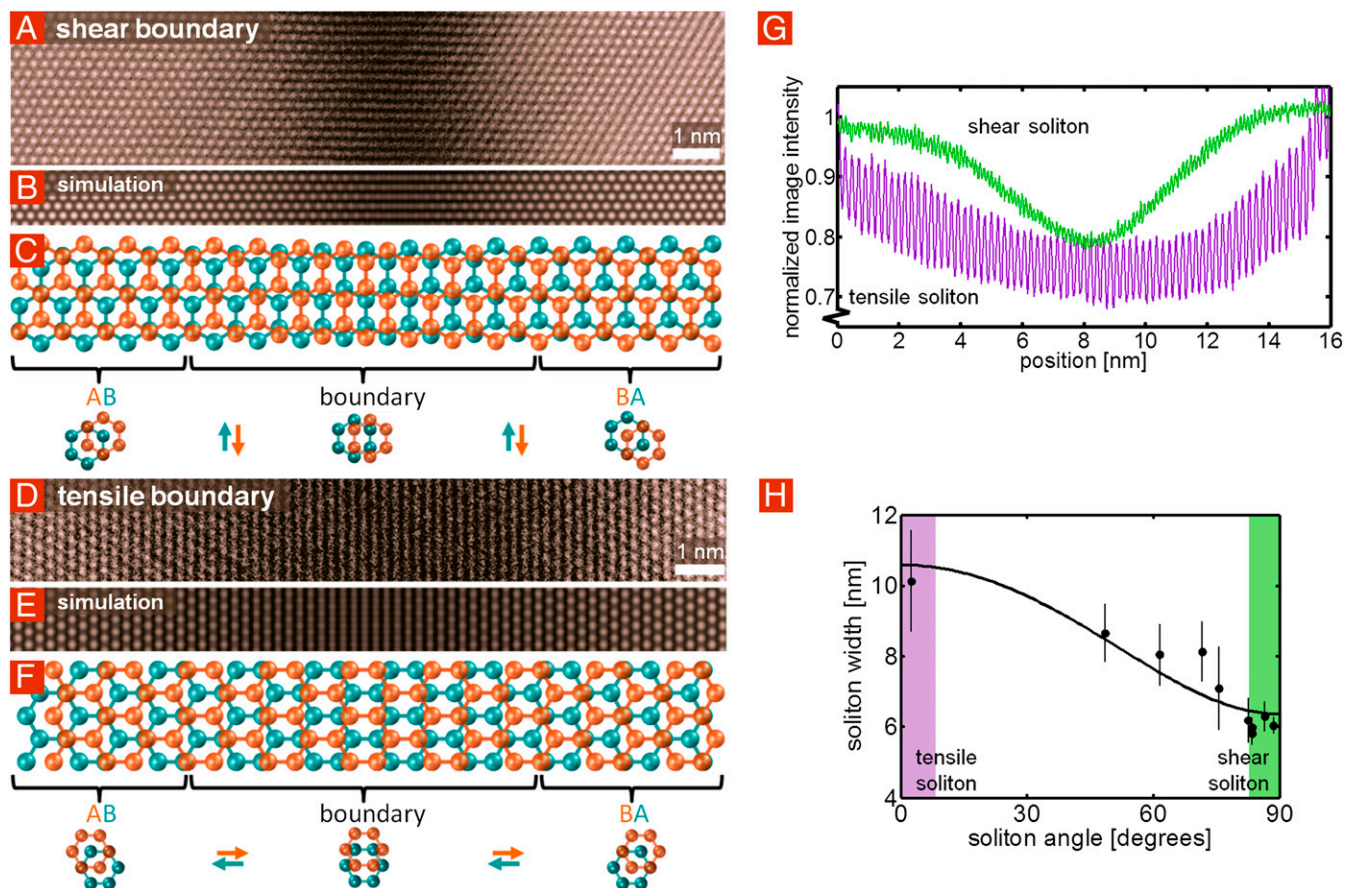 A shear boundary
1 nm
B simulation
C
AB
boundary
BA
D tensile boundary
1 nm
E simulation
F
AB
boundary
BA
G
normalized image intensity
1
0.9
0.8
0.7
shear soliton
tensile soliton
0 2 4 6 8 10 12 14 16
position [nm]
H
soliton width [nm]
12
10
8
6
4
tensile
soliton
shear
soliton
0 30 60 90
soliton angle [degrees]